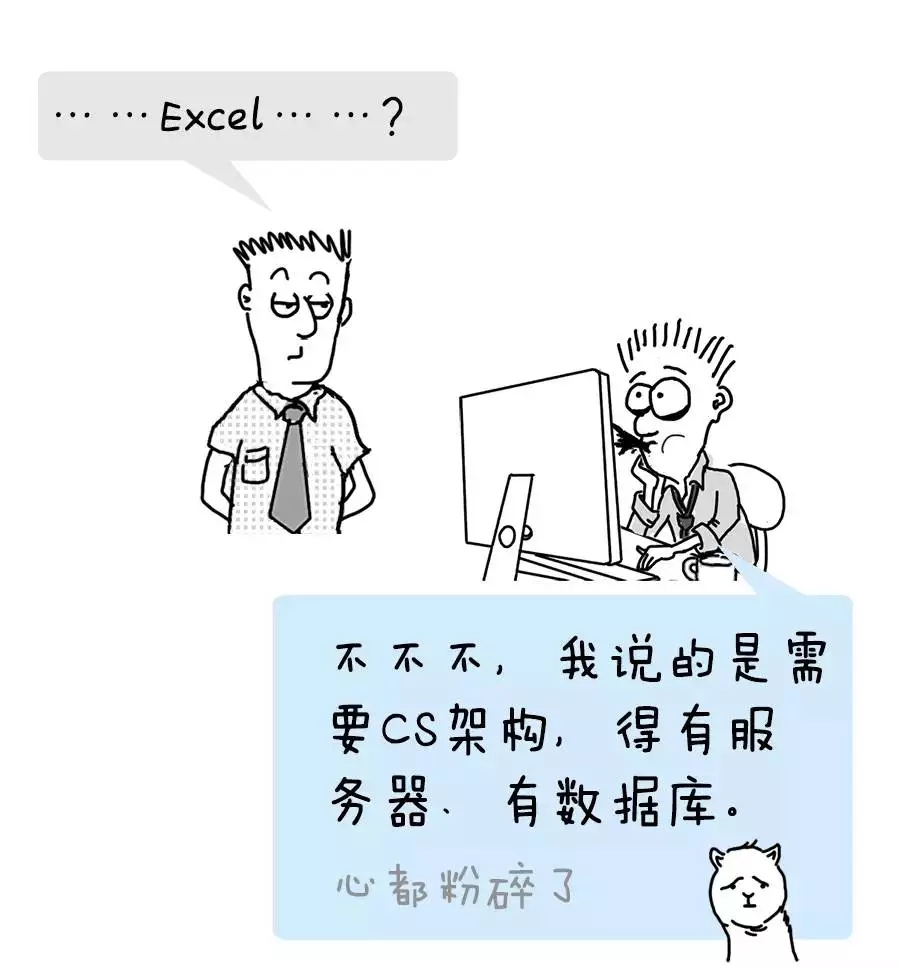 … …Excel… …?
不不不，我说的是需
要CS架构，得有服
务器、有数据库。
心都粉碎了